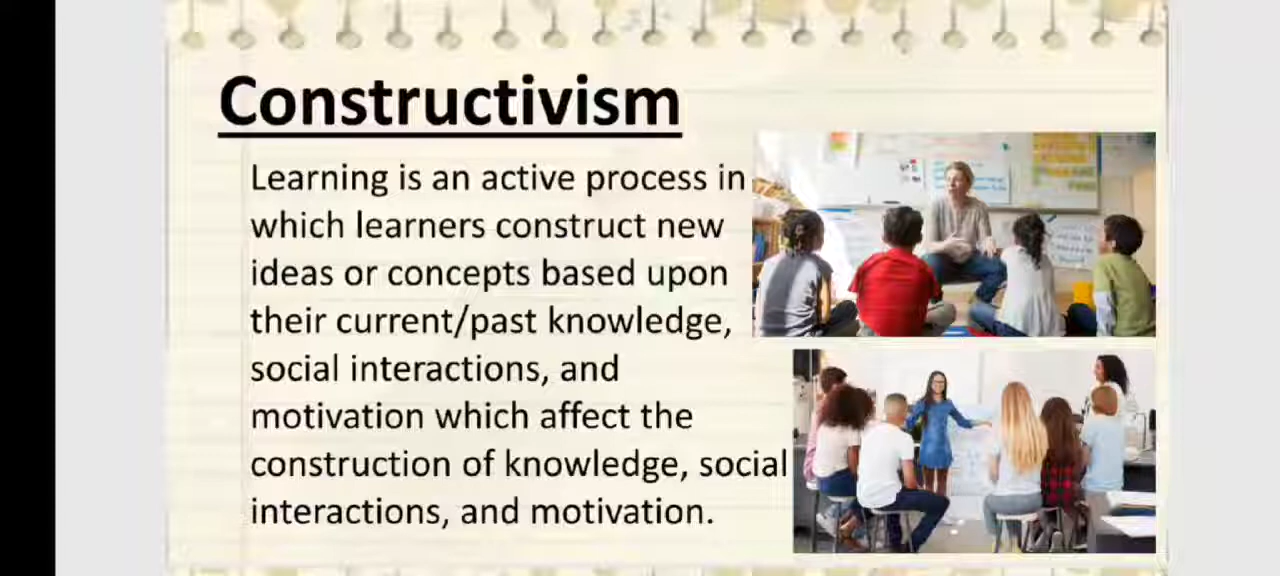 Constructivism
Learning is an active process in
which learners construct new
ideas or concepts based upon
their current/past knowledge,
social interactions, and
motivation which affect the
construction of knowledge, social
interactions, and motivation.